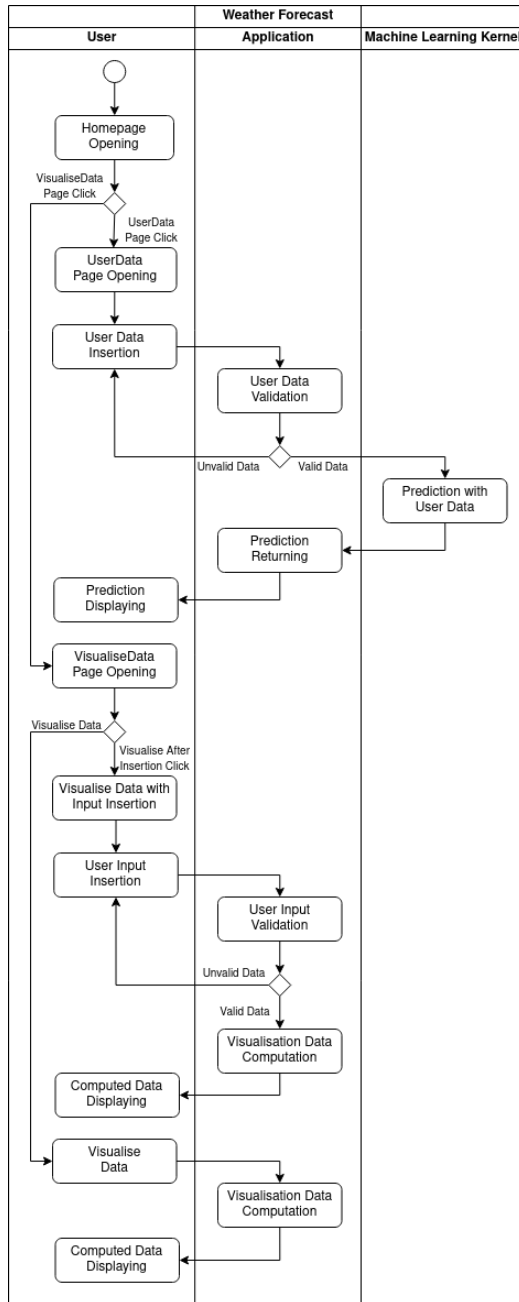 Weather Forecast
User
Application
Machine Learning Kernel
Homepage
Opening
VisualiseData
Page Click
UserData
Page Click
UserData
Page Opening
User Data
Insertion
User Data
Validation
Unvalid Data
Valid Data
Prediction with
User Data
Prediction
Returning
Prediction
Displaying
VisualiseData
Page Opening
Visualise Data
Visualise After
Insertion Click
Visualise Data with
Input Insertion
User Input
Insertion
User Input
Validation
Unvalid Data
Valid Data
Visualisation Data
Computation
Computed Data
Displaying
Visualise
Data
Visualisation Data
Computation
Computed Data
Displaying